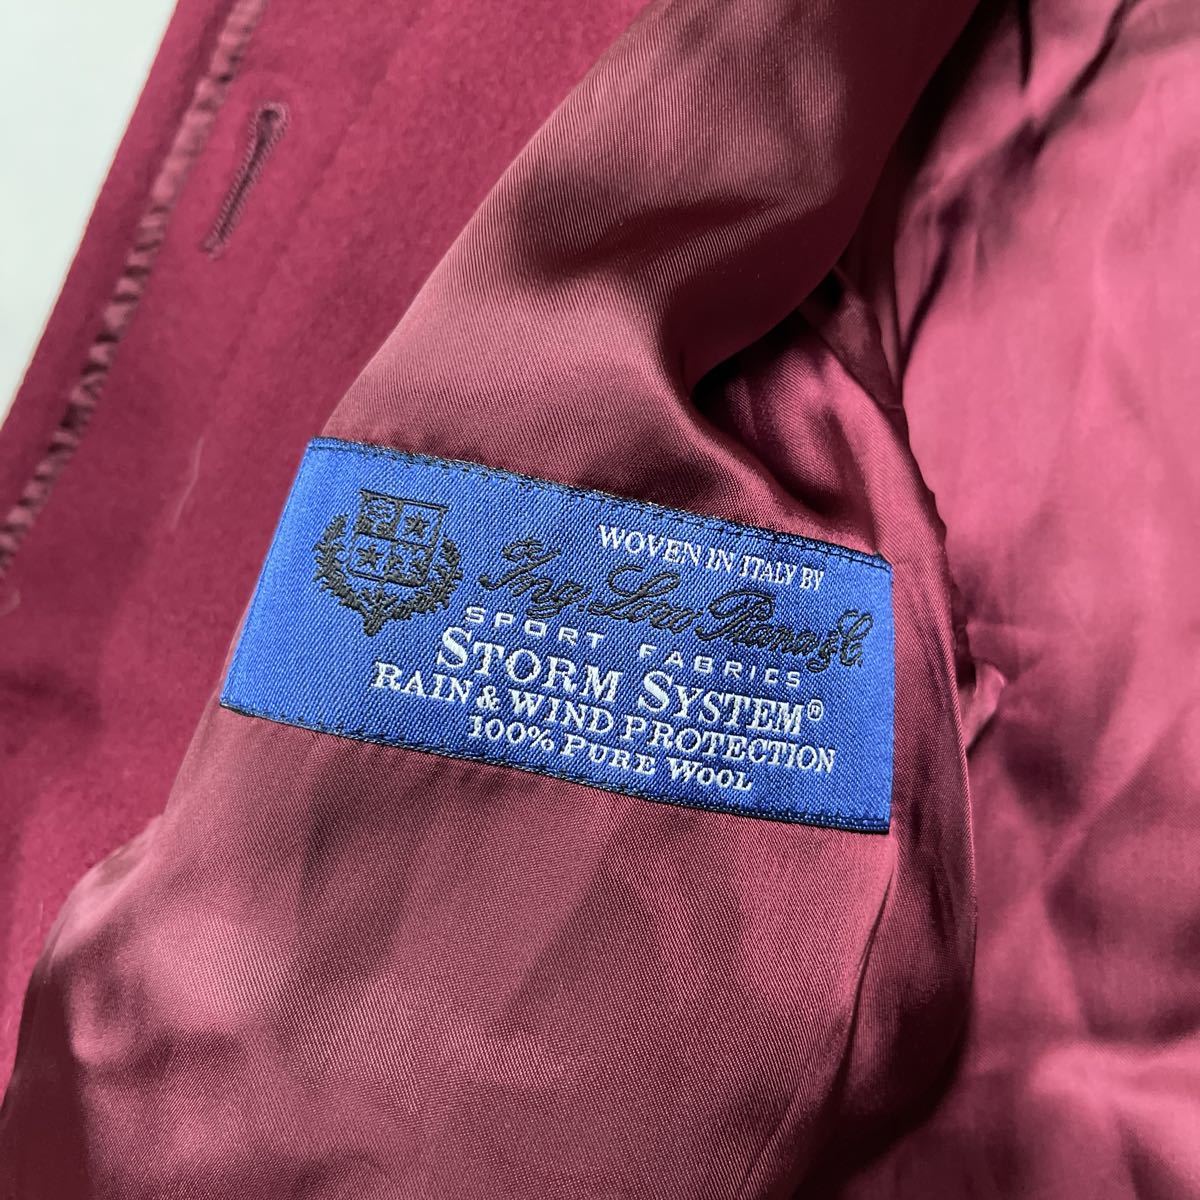 WOVEN IN ITALY BY
Ing. Loro Piana & C.
SPORT FABRICS
STORM SYSTEM®
RAIN & WIND PROTECTION
100% PURE WOOL